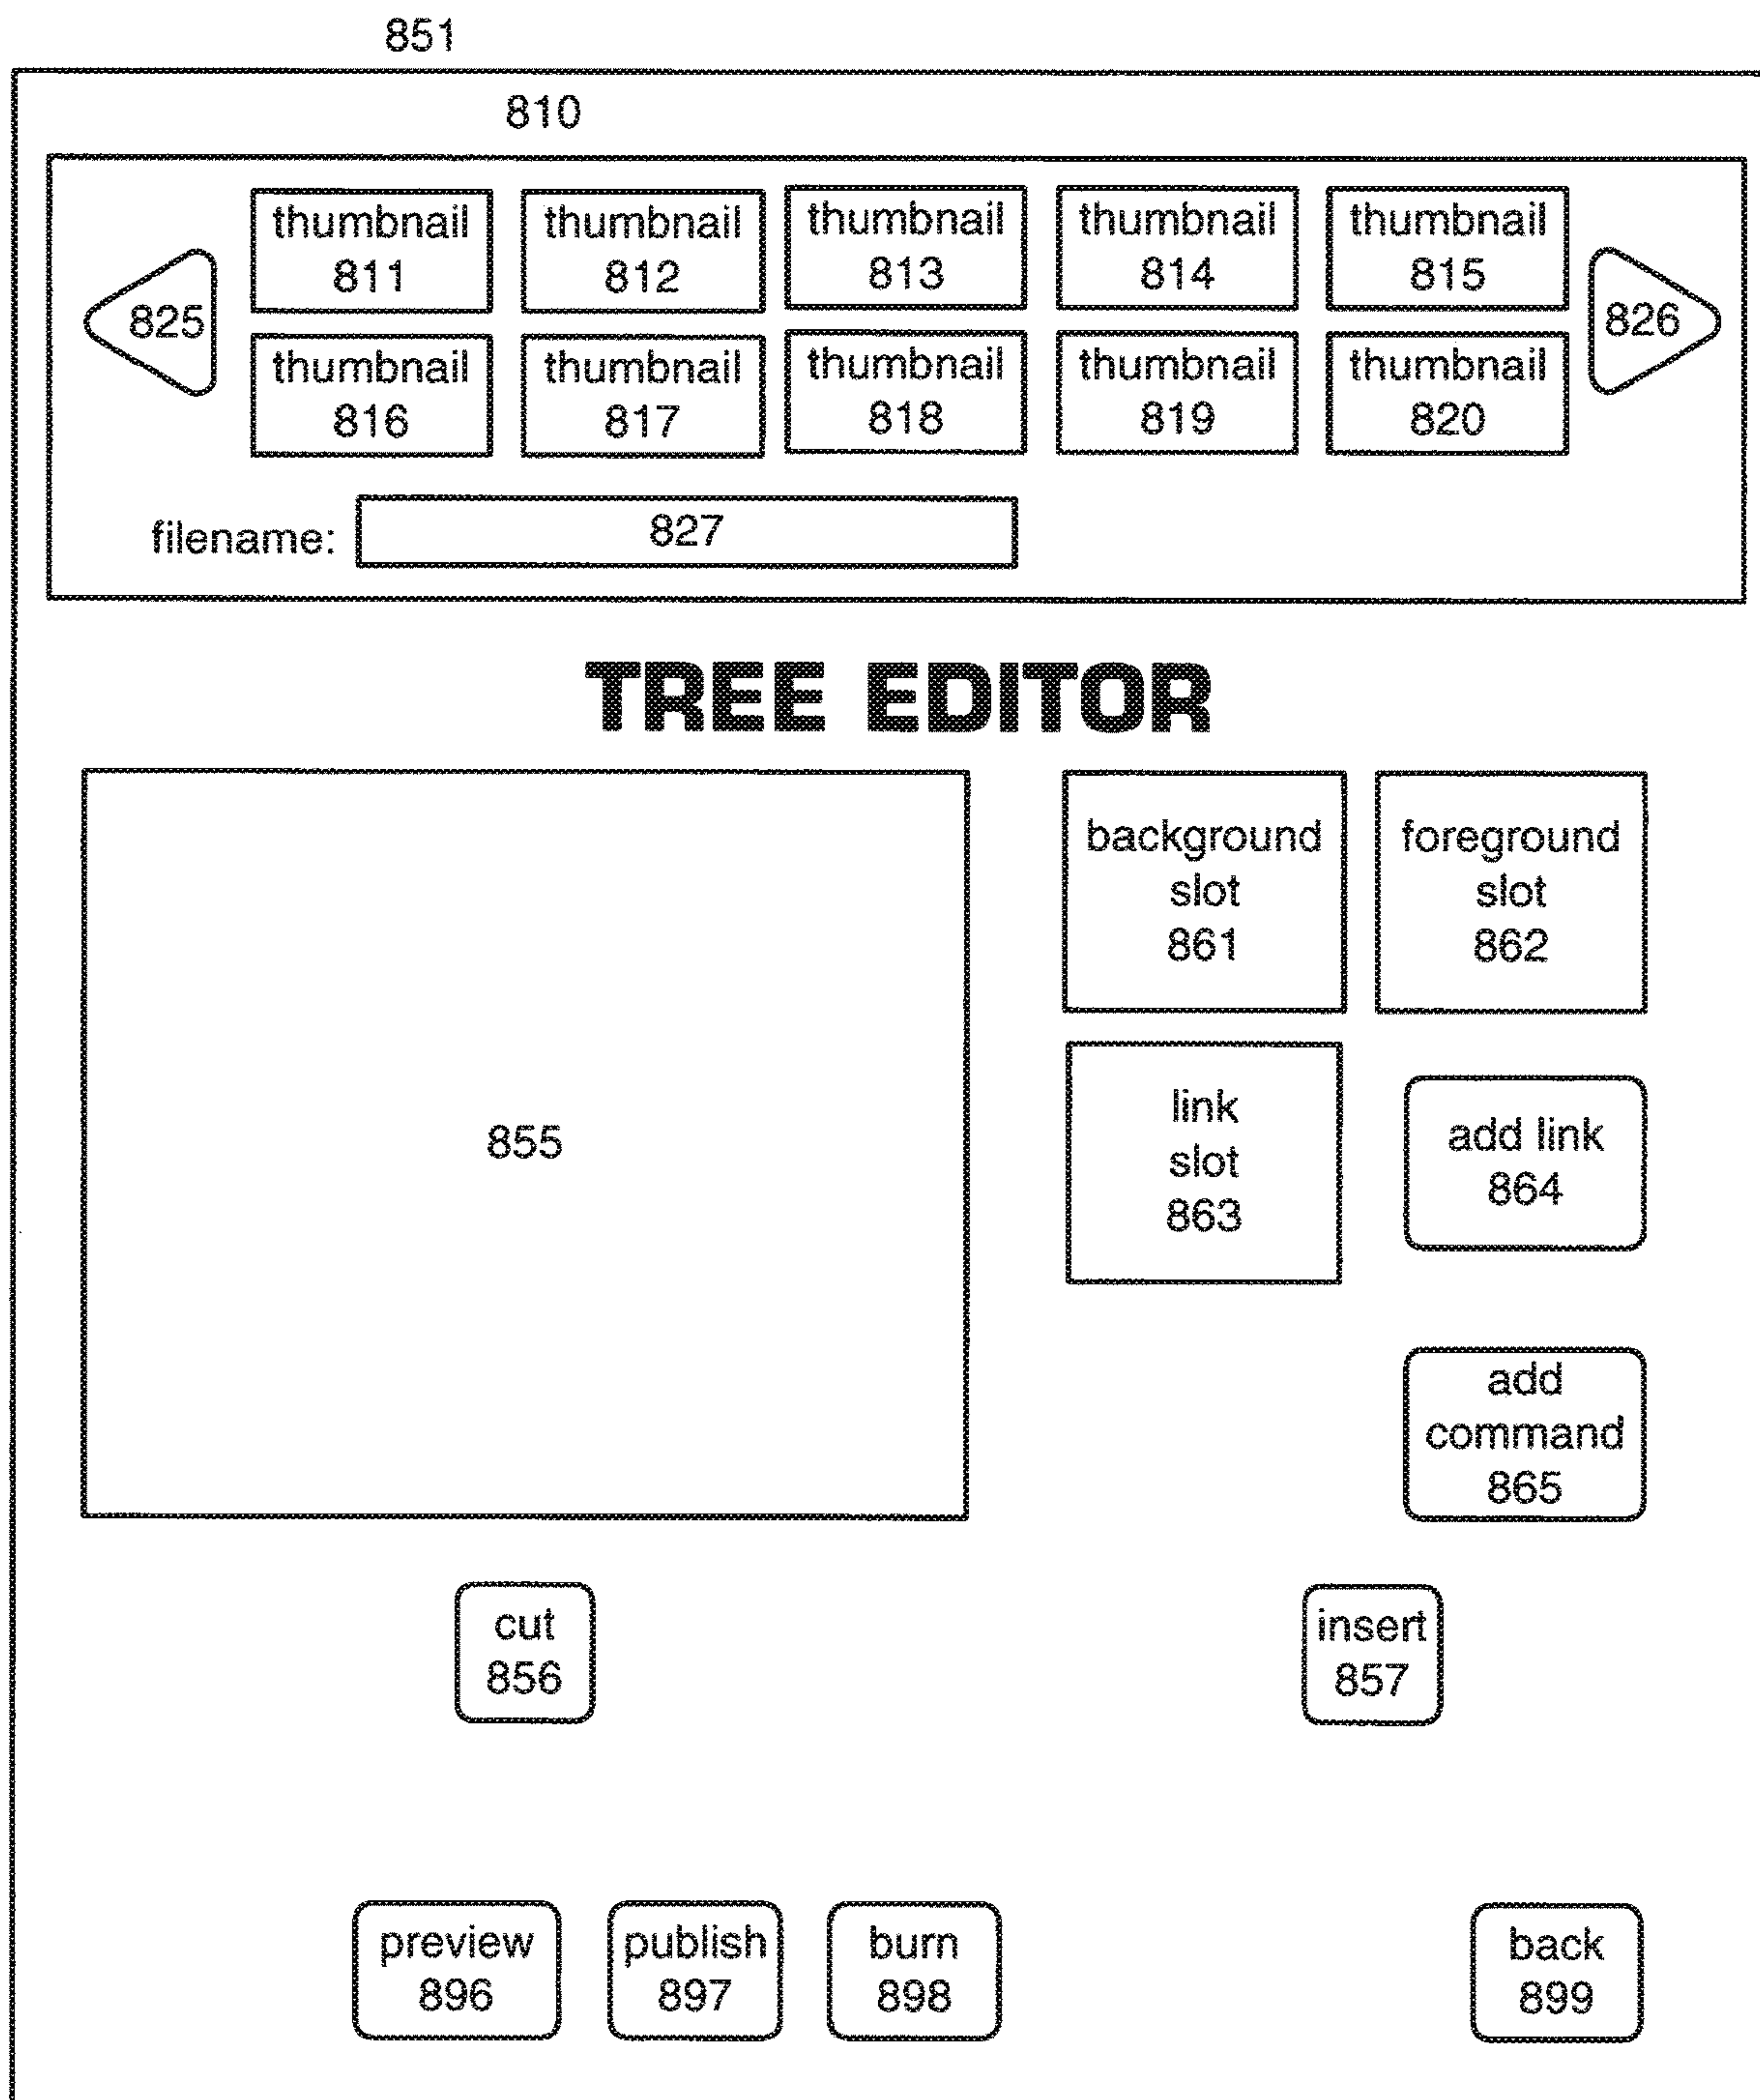 851
810
thumbnail
811
thumbnail
812
thumbnail
813
thumbnail
814
thumbnail
815
825
826
thumbnail
816
thumbnail
817
thumbnail
818
thumbnail
819
thumbnail
820
filename:
827
TREE EDITOR
855
background
slot
861
foreground
slot
862
link
slot
863
add link
864
add
command
865
cut
856
insert
857
preview
896
publish
897
burn
898
back
899